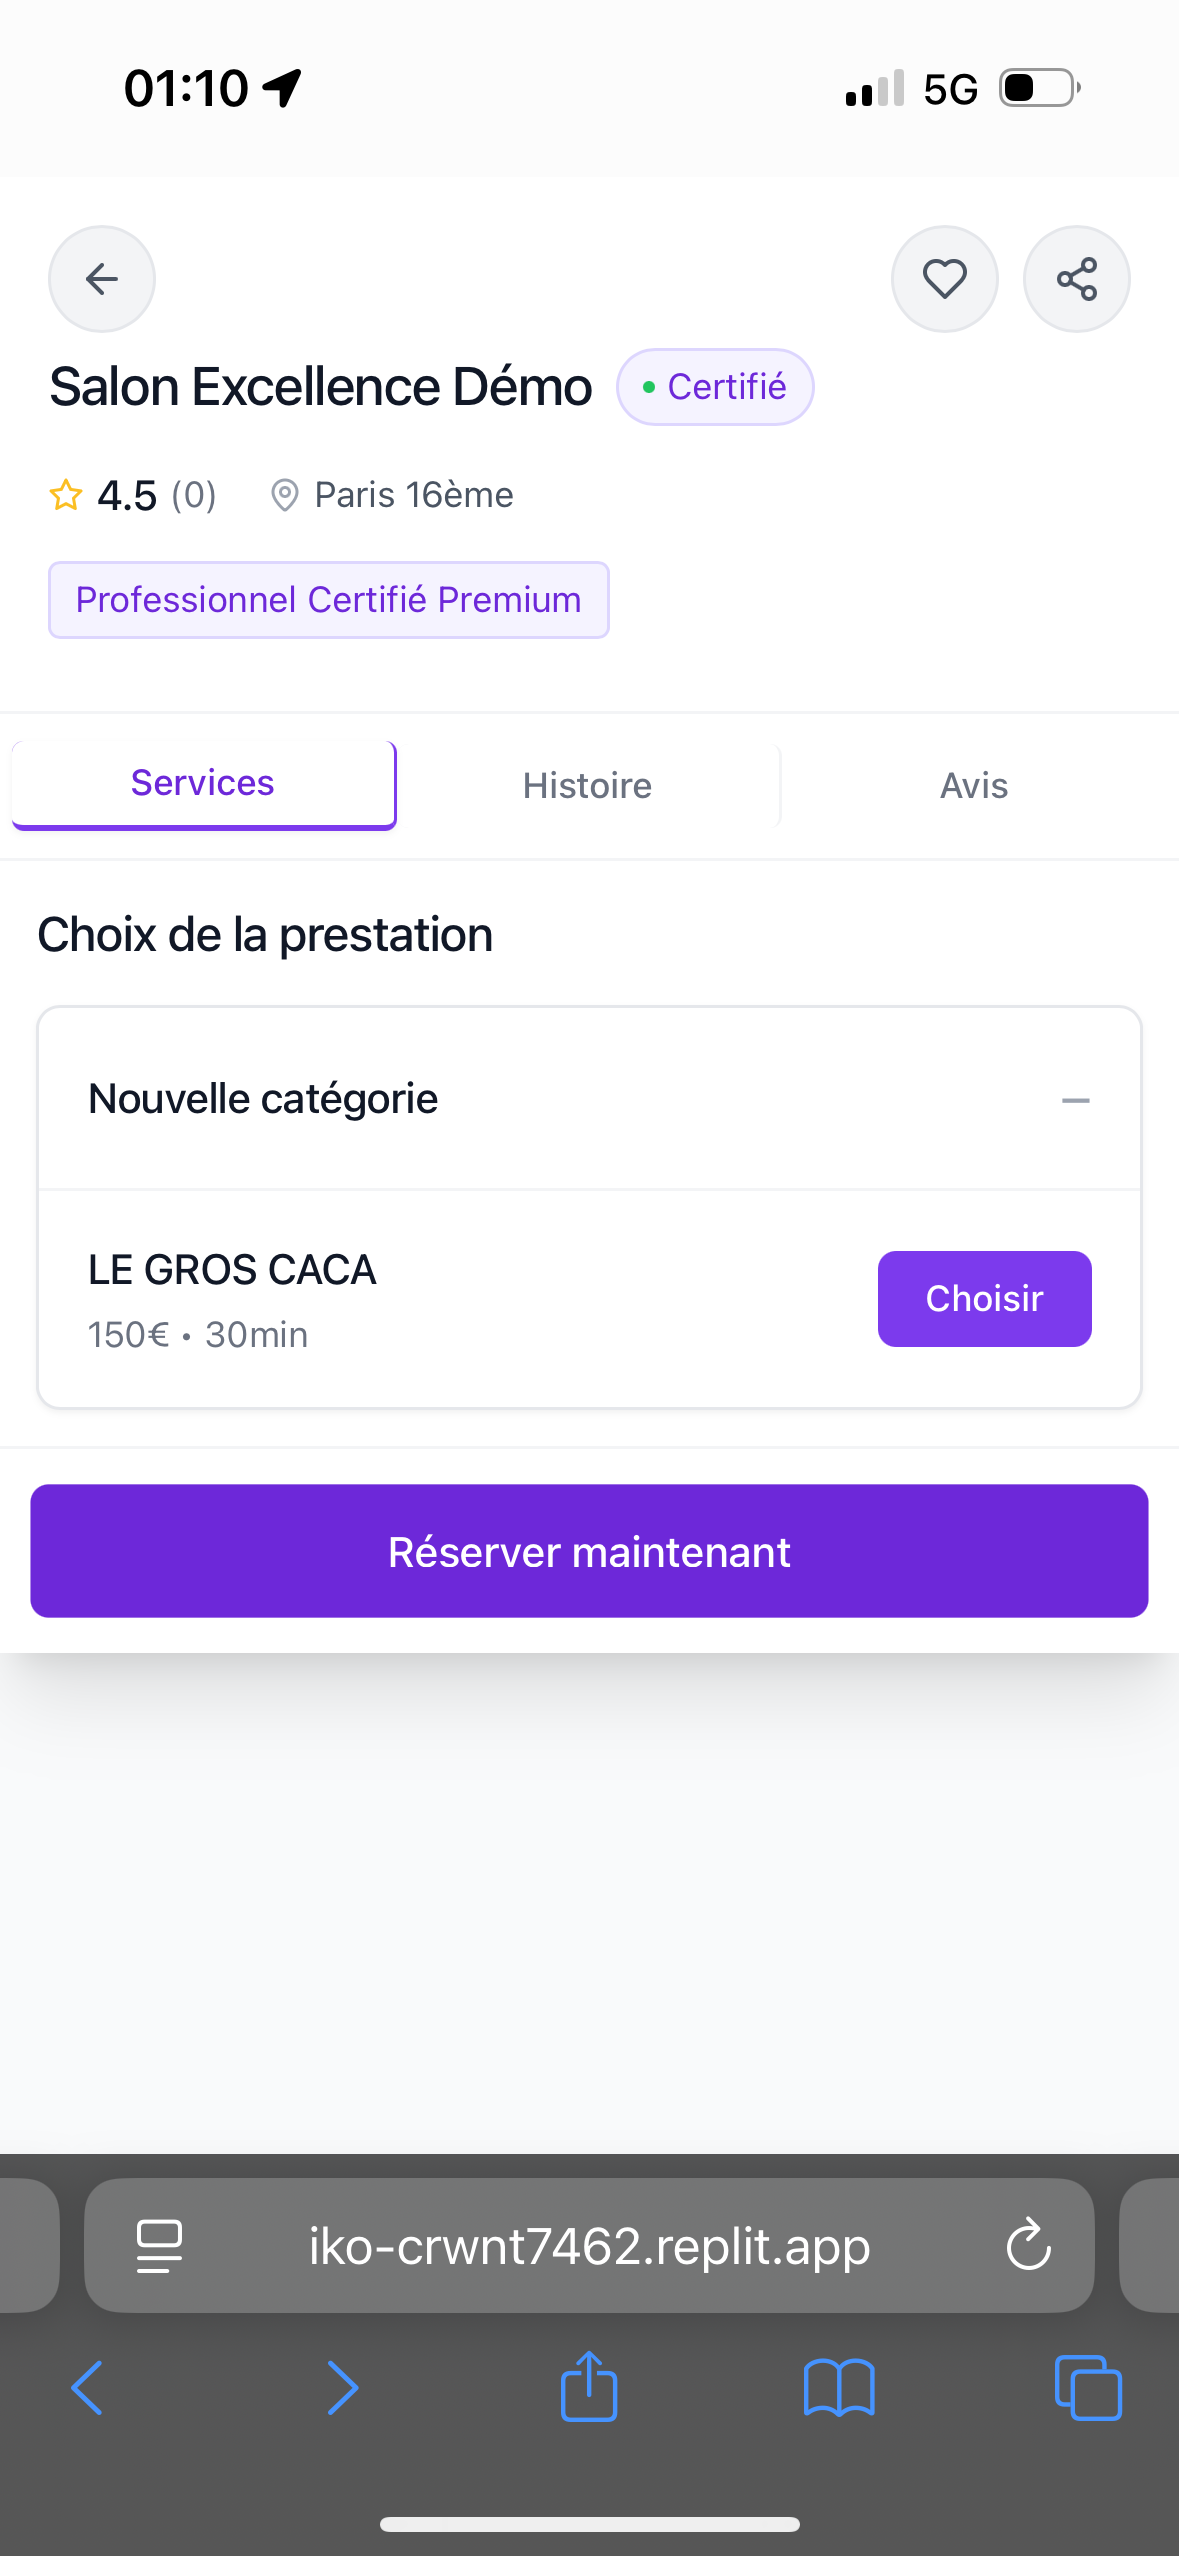 01:10
5G
Salon Excellence Démo
Certifié
4.5 (0)
Paris 16ème
Professionnel Certifié Premium
Services
Histoire
Avis
Choix de la prestation
Nouvelle catégorie
LE GROS CACA
150€ • 30min
Choisir
Réserver maintenant
iko-crwnt7462.replit.app